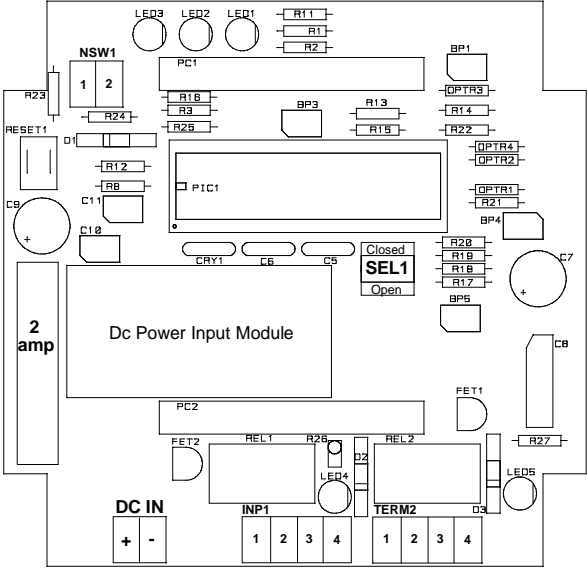 LED3 LED2 LED1 R11
R1
R2
NSW1
1 2
PC1
BP1
R23
R16
R3
R25
BP3
R13
R15
OPTR3
R14
R22
R24
RESET1
D1
OPTR4
OPTR2
R12
R8
PIC1
OPTR1
R21
C11
C9
+
C10
BP4
CRY1 C6 C5
Closed
SEL1
Open
R20
R19
R18
R17
C7
+
BP5
2
amp
Dc Power Input Module
C8
PC2
FET1
FET2
REL1
R26
REL2
D2
R27
LED4
LED5
D3
DC IN
+ -
INP1
1 2 3 4
TERM2
1 2 3 4